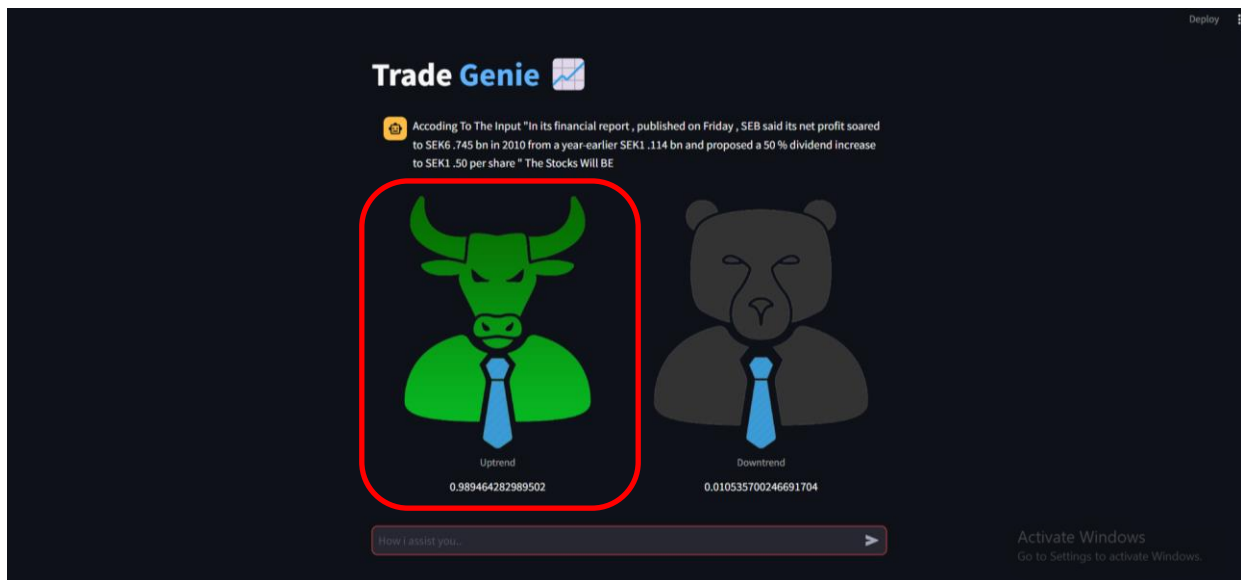 Deploy
Trade Genie
Accoding To The Input "In its financial report , published on Friday , SEB said its net profit soared
to SEK6 .745 bn in 2010 from a year-earlier SEK1 .114 bn and proposed a 50 % dividend increase
to SEK1 .50 per share " The Stocks Will BE
Uptrend
Downtrend
0.989464282989502
0.010535700246691704
How i assist you..
Activate Windows
Go to Settings to activate Windows.